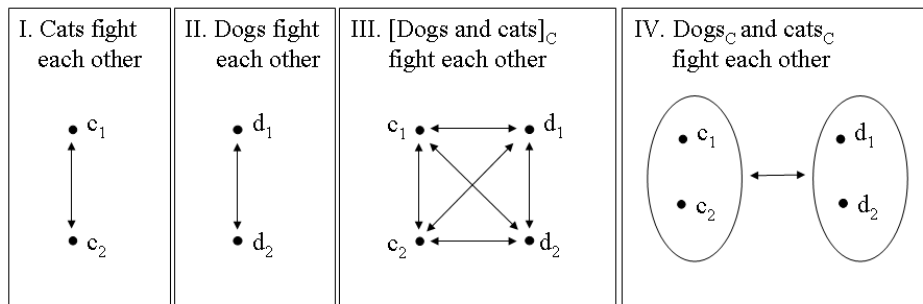 I. Cats fight
each other
c₁
c₂
II. Dogs fight
each other
d₁
d₂
III. [Dogs and cats]C
fight each other
c₁ d₁
c₂ d₂
IV. DogsC and catsC
fight each other
c₁ d₁
c₂ d₂